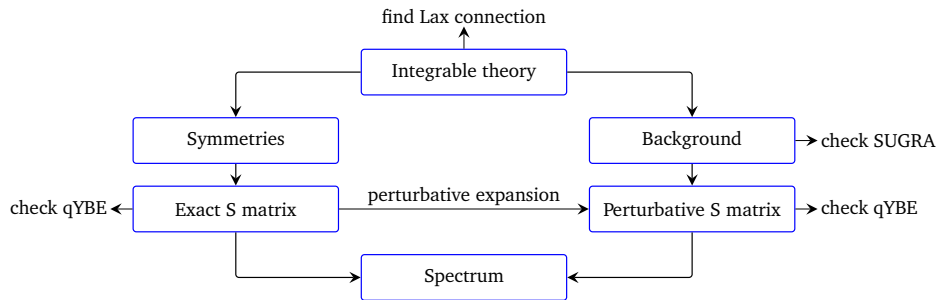 find Lax connection
Integrable theory
Symmetries
Background
check SUGRA
perturbative expansion
check qYBE
Exact S matrix
Perturbative S matrix
check qYBE
Spectrum